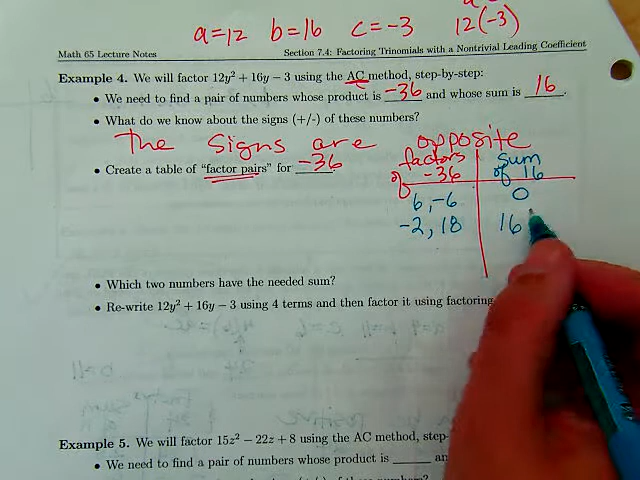 a=12 b=16 c=-3 12(-3)
Math 65 Lecture Notes Section 7.4: Factoring Trinomials with a Nontrivial Leading Coefficient
Example 4. We will factor 12y² + 16y − 3 using the AC method, step-by-step:
• We need to find a pair of numbers whose product is -36 and whose sum is 16.
• What do we know about the signs (+/-) of these numbers?
The signs are opposite
• Create a table of "factor pairs" for -36
factors of -36 sum of 16
6, -6 0
-2, 18 16
• Which two numbers have the needed sum?
• Re-write 12y² + 16y − 3 using 4 terms and then factor it using factoring
Example 5. We will factor 15z² − 22z + 8 using the AC method, step-
• We need to find a pair of numbers whose product is ____ an